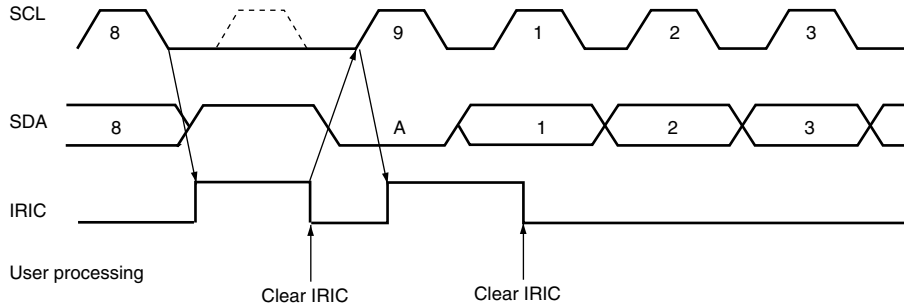 SCL 8 9 1 2 3
SDA 8 A 1 2 3
IRIC
User processing
Clear IRIC Clear IRIC